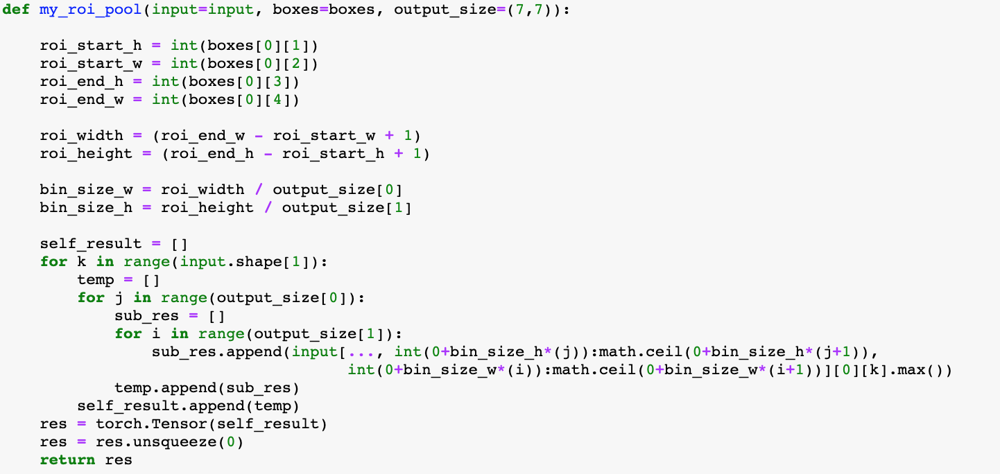 def my_roi_pool(input=input, boxes=boxes, output_size=(7,7)):
    roi_start_h = int(boxes[0][1])
    roi_start_w = int(boxes[0][2])
    roi_end_h = int(boxes[0][3])
    roi_end_w = int(boxes[0][4])
    roi_width = (roi_end_w - roi_start_w + 1)
    roi_height = (roi_end_h - roi_start_h + 1)
    bin_size_w = roi_width / output_size[0]
    bin_size_h = roi_height / output_size[1]
    self_result = []
    for k in range(input.shape[1]):
        temp = []
        for j in range(output_size[0]):
            sub_res = []
            for i in range(output_size[1]):
                sub_res.append(input[..., int(0+bin_size_h*(j)):math.ceil(0+bin_size_h*(j+1)),
                                     int(0+bin_size_w*(i)):math.ceil(0+bin_size_w*(i+1))][0][k].max())
            temp.append(sub_res)
        self_result.append(temp)
    res = torch.Tensor(self_result)
    res = res.unsqueeze(0)
    return res